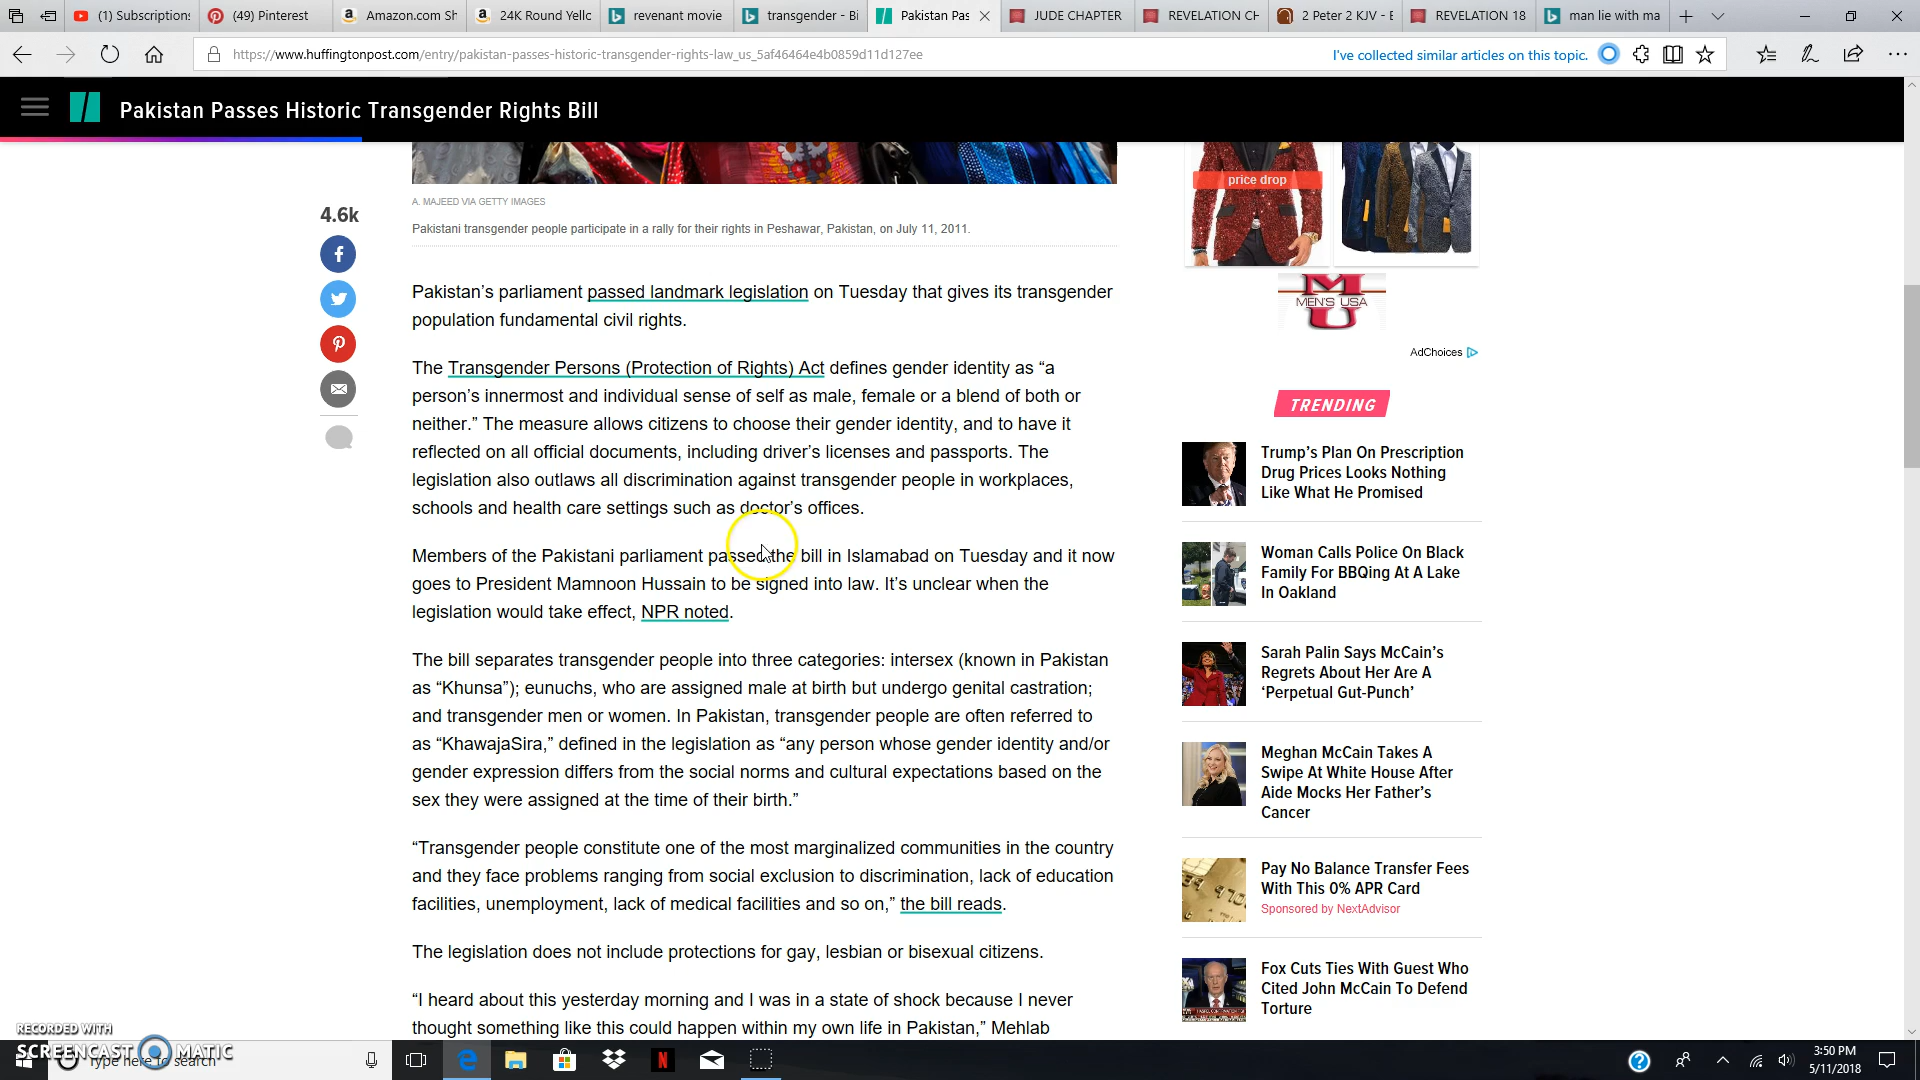 (1) Subscriptions
(49) Pinterest
Amazon.com Sh
24K Round Yello
revenant movie
transgender - Bi
Pakistan Pas
JUDE CHAPTER
REVELATION CH
2 Peter 2 KJV - E
REVELATION 18
man lie with ma
https://www.huffingtonpost.com/entry/pakistan-passes-historic-transgender-rights-law_us_5af46464e4b0859d11d127ee
I've collected similar articles on this topic.
Pakistan Passes Historic Transgender Rights Bill
4.6k
A. MAJEED VIA GETTY IMAGES
Pakistani transgender people participate in a rally for their rights in Peshawar, Pakistan, on July 11, 2011.
Pakistan’s parliament passed landmark legislation on Tuesday that gives its transgender
population fundamental civil rights.
The Transgender Persons (Protection of Rights) Act defines gender identity as “a
person’s innermost and individual sense of self as male, female or a blend of both or
neither.” The measure allows citizens to choose their gender identity, and to have it
reflected on all official documents, including driver’s licenses and passports. The
legislation also outlaws all discrimination against transgender people in workplaces,
schools and health care settings such as doctor’s offices.
Members of the Pakistani parliament passed the bill in Islamabad on Tuesday and it now
goes to President Mamnoon Hussain to be signed into law. It’s unclear when the
legislation would take effect, NPR noted.
The bill separates transgender people into three categories: intersex (known in Pakistan
as “Khunsa”); eunuchs, who are assigned male at birth but undergo genital castration;
and transgender men or women. In Pakistan, transgender people are often referred to
as “KhawajaSira,” defined in the legislation as “any person whose gender identity and/or
gender expression differs from the social norms and cultural expectations based on the
sex they were assigned at the time of their birth.”
“Transgender people constitute one of the most marginalized communities in the country
and they face problems ranging from social exclusion to discrimination, lack of education
facilities, unemployment, lack of medical facilities and so on,” the bill reads.
The legislation does not include protections for gay, lesbian or bisexual citizens.
“I heard about this yesterday morning and I was in a state of shock because I never
thought something like this could happen within my own life in Pakistan,” Mehlab
price drop
M
MEN'S USA
U
AdChoices
TRENDING
Trump’s Plan On Prescription
Drug Prices Looks Nothing
Like What He Promised
Woman Calls Police On Black
Family For BBQing At A Lake
In Oakland
Sarah Palin Says McCain’s
Regrets About Her Are A
‘Perpetual Gut-Punch’
Meghan McCain Takes A
Swipe At White House After
Aide Mocks Her Father’s
Cancer
Pay No Balance Transfer Fees
With This 0% APR Card
Sponsored by NextAdvisor
Fox Cuts Ties With Guest Who
Cited John McCain To Defend
Torture
RECORDED WITH
SCREENCAST MATIC
Type here to search
3:50 PM
5/11/2018